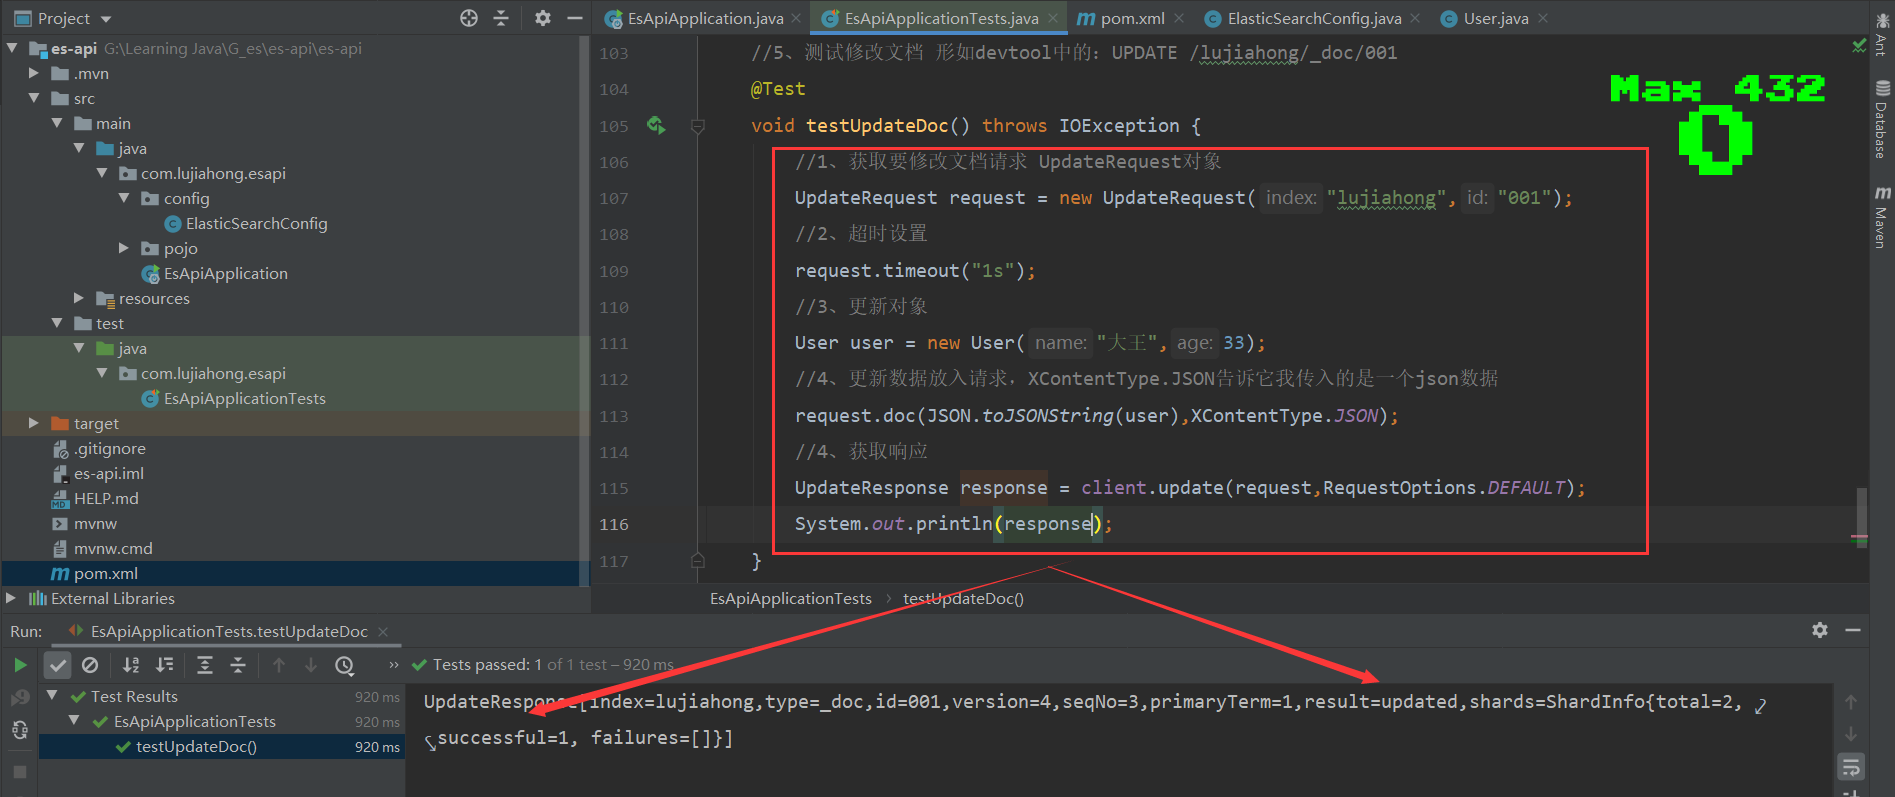 Project
EsApiApplication.java
EsApiApplicationTests.java
pom.xml
ElasticSearchConfig.java
User.java
es-api G:\Learning Java\G_es\es-api\es-api
.mvn
src
main
java
com.lujiahong.esapi
config
ElasticSearchConfig
pojo
EsApiApplication
resources
test
java
com.lujiahong.esapi
EsApiApplicationTests
target
.gitignore
es-api.iml
HELP.md
mvnw
mvnw.cmd
pom.xml
External Libraries
103 //5、测试修改文档 形如devtool中的：UPDATE /lujiahong/_doc/001
104 @Test
105 void testUpdateDoc() throws IOException {
106 //1、获取要修改文档请求 UpdateRequest对象
107 UpdateRequest request = new UpdateRequest( index: "lujiahong", id: "001");
108 //2、超时设置
109 request.timeout("1s");
110 //3、更新对象
111 User user = new User( name: "大王", age: 33);
112 //4、更新数据放入请求，XContentType.JSON告诉它我传入的是一个json数据
113 request.doc(JSON.toJSONString(user),XContentType.JSON);
114 //4、获取响应
115 UpdateResponse response = client.update(request,RequestOptions.DEFAULT);
116 System.out.println(response);
117 }
Max 432
0
Ant
Database
Maven
EsApiApplicationTests › testUpdateDoc()
Run: EsApiApplicationTests.testUpdateDoc
Tests passed: 1 of 1 test – 920 ms
Test Results 920 ms
EsApiApplicationTests 920 ms
testUpdateDoc() 920 ms
UpdateResponse[index=lujiahong,type=_doc,id=001,version=4,seqNo=3,primaryTerm=1,result=updated,shards=ShardInfo{total=2,
successful=1, failures=[]}]